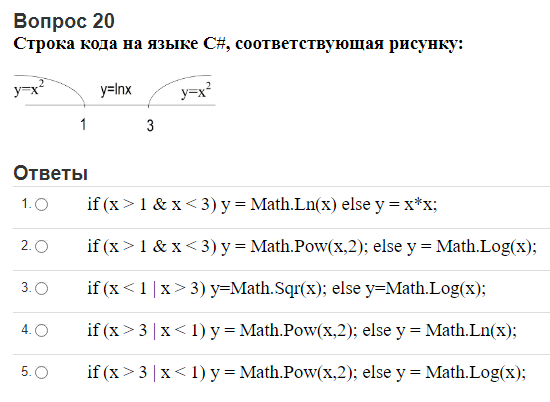 Вопрос 20
Строка кода на языке C#, соответствующая рисунку:
y=x²
y=lnx
y=x²
1
3
Ответы
1. if (x > 1 & x < 3) y = Math.Ln(x) else y = x*x;
2. if (x > 1 & x < 3) y = Math.Pow(x,2); else y = Math.Log(x);
3. if (x < 1 | x > 3) y=Math.Sqr(x); else y=Math.Log(x);
4. if (x > 3 | x < 1) y = Math.Pow(x,2); else y = Math.Ln(x);
5. if (x > 3 | x < 1) y = Math.Pow(x,2); else y = Math.Log(x);